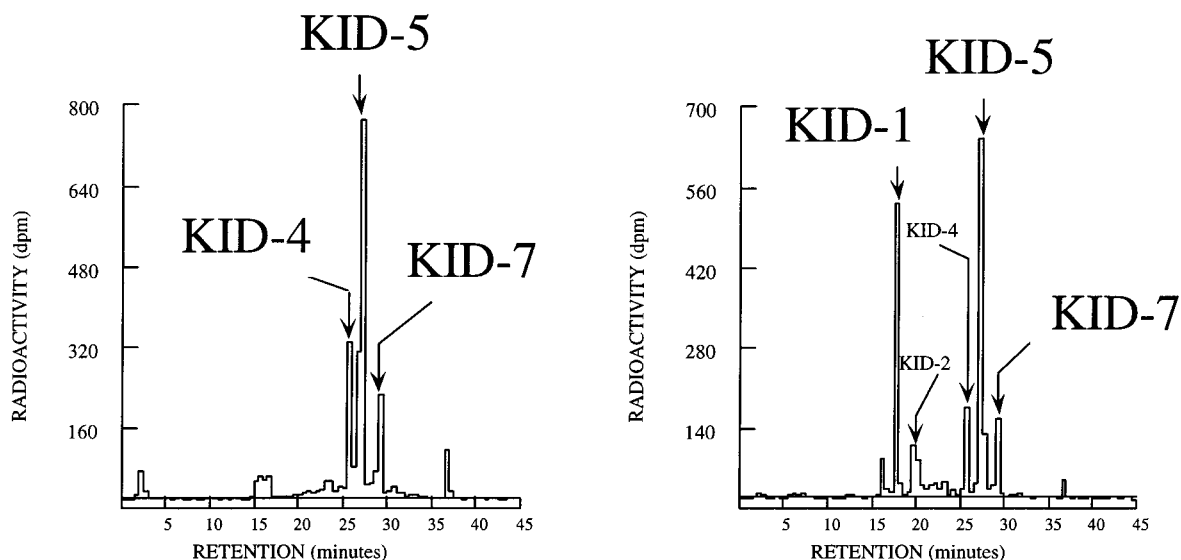 KID-5
KID-4
KID-7
800
640
480
320
160
RADIOACTIVITY (dpm)
5 10 15 20 25 30 35 40 45
RETENTION (minutes)
KID-5
KID-1
KID-4
KID-2
KID-7
700
560
420
280
140
RADIOACTIVITY (dpm)
5 10 15 20 25 30 35 40 45
RETENTION (minutes)